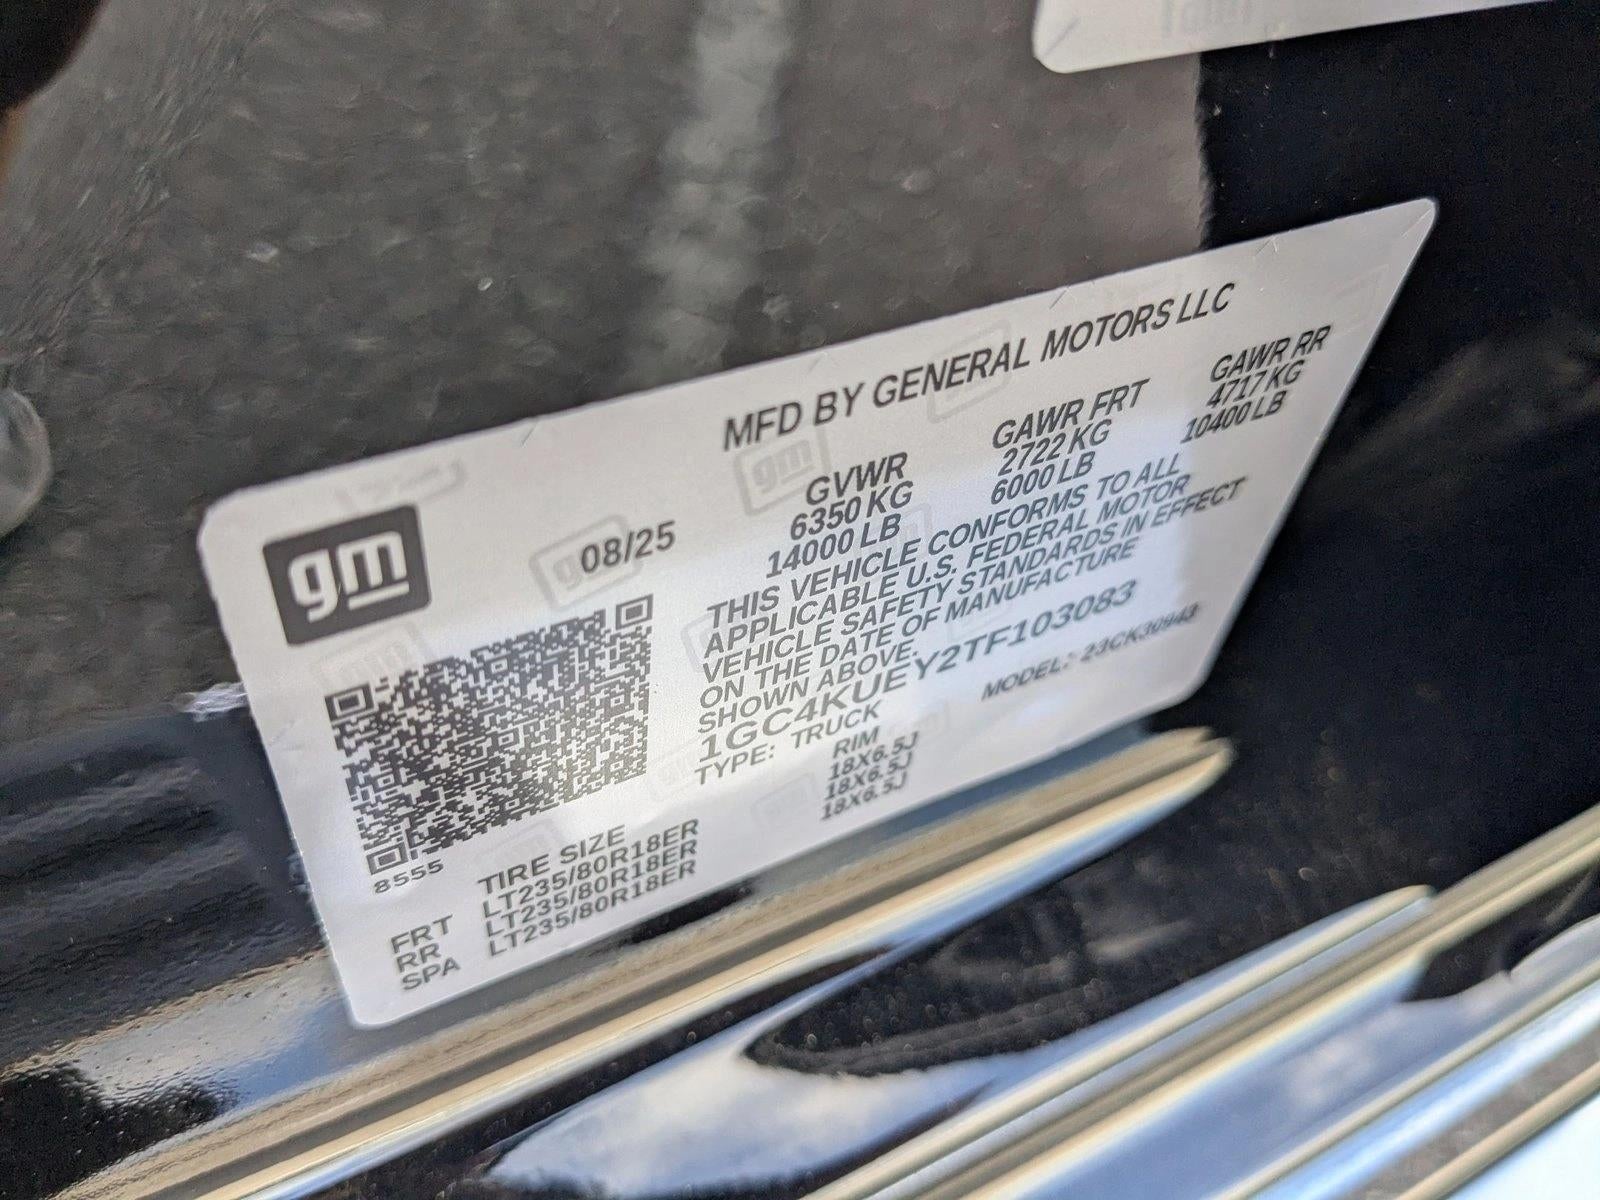 MFD BY GENERAL MOTORS LLC
gm
08/25
GVWR GAWR FRT GAWR RR
6350 KG 2722 KG 4717 KG
14000 LB 6000 LB 10400 LB
THIS VEHICLE CONFORMS TO ALL
APPLICABLE U.S. FEDERAL MOTOR
VEHICLE SAFETY STANDARDS IN EFFECT
ON THE DATE OF MANUFACTURE
SHOWN ABOVE.
1GC4KUEY2TF103083
TYPE: TRUCK MODEL: 23CK30943
8555
TIRE SIZE RIM
FRT LT235/80R18ER 18X6.5J
RR LT235/80R18ER 18X6.5J
SPA LT235/80R18ER 18X6.5J